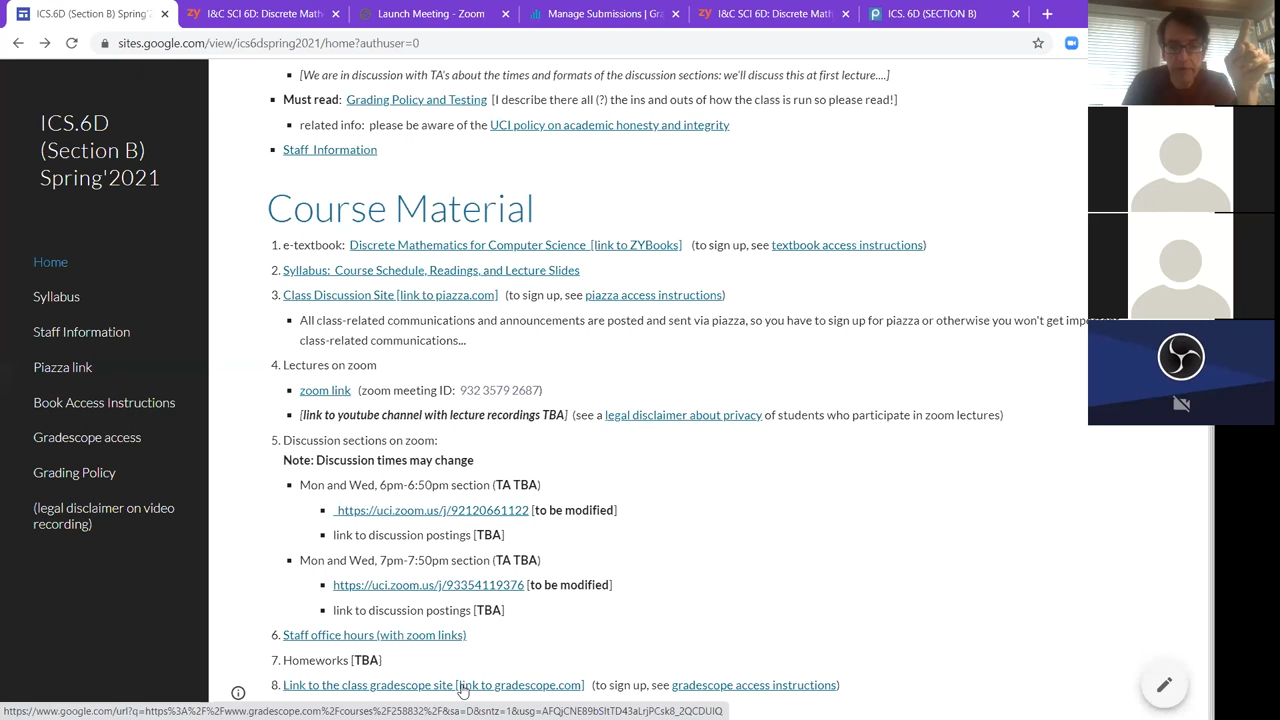 ICS.6D (Section B) Spring'2
I&C SCI 6D: Discrete Math
Launch Meeting - Zoom
Manage Submissions | Gra
I&C SCI 6D: Discrete Math
ICS. 6D (SECTION B)
[We are in discussion with TA's about the times and formats of the discussion sections: we'll discuss this at first lecture....]
Must read: Grading Policy and Testing [I describe there all (?) the ins and outs of how the class is run so please read!]
related info: please be aware of the UCI policy on academic honesty and integrity
Staff Information
ICS.6D
(Section B)
Spring'2021
Home
Syllabus
Staff Information
Piazza link
Book Access Instructions
Gradescope access
Grading Policy
(legal disclaimer on video
recording)
Course Material
1. e-textbook: Discrete Mathematics for Computer Science [link to ZYBooks] (to sign up, see textbook access instructions)
2. Syllabus: Course Schedule, Readings, and Lecture Slides
3. Class Discussion Site [link to piazza.com] (to sign up, see piazza access instructions)
All class-related communications and announcements are posted and sent via piazza, so you have to sign up for piazza or otherwise you won't get
class-related communications...
4. Lectures on zoom
zoom link (zoom meeting ID: 932 3579 2687)
[link to youtube channel with lecture recordings TBA] (see a legal disclaimer about privacy of students who participate in zoom lectures)
5. Discussion sections on zoom:
Note: Discussion times may change
Mon and Wed, 6pm-6:50pm section (TA TBA)
https://uci.zoom.us/j/92120661122 [to be modified]
link to discussion postings [TBA]
Mon and Wed, 7pm-7:50pm section (TA TBA)
https://uci.zoom.us/j/93354119376 [to be modified]
link to discussion postings [TBA]
6. Staff office hours (with zoom links)
7. Homeworks [TBA]
8. Link to the class gradescope site [link to gradescope.com] (to sign up, see gradescope access instructions)